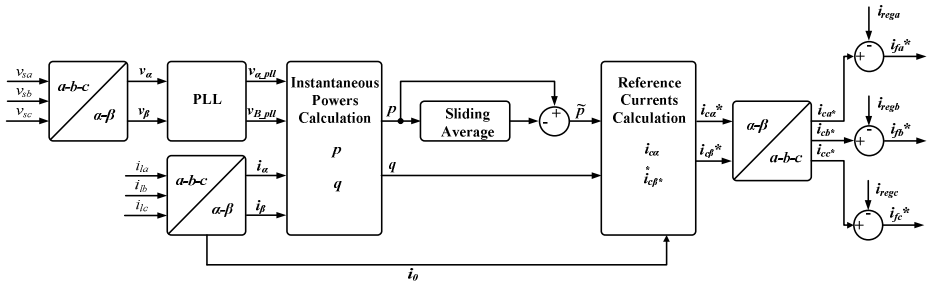 v_sa
v_sb
v_sc
a-b-c
α-β
v_α
v_β
PLL
v_α_pll
v_B_pll
i_la
i_lb
i_lc
a-b-c
α-β
i_α
i_β
i_0
Instantaneous
Powers
Calculation
p
q
p
q
Sliding
Average
-
+
p̃
Reference
Currents
Calculation
i_cα
*
i_cβ*
i_cα*
i_cβ*
α-β
a-b-c
i_ca*
i_cb*
i_cc*
i_rega
-
+
i_fa*
i_regb
-
+
i_fb*
i_regc
-
+
i_fc*